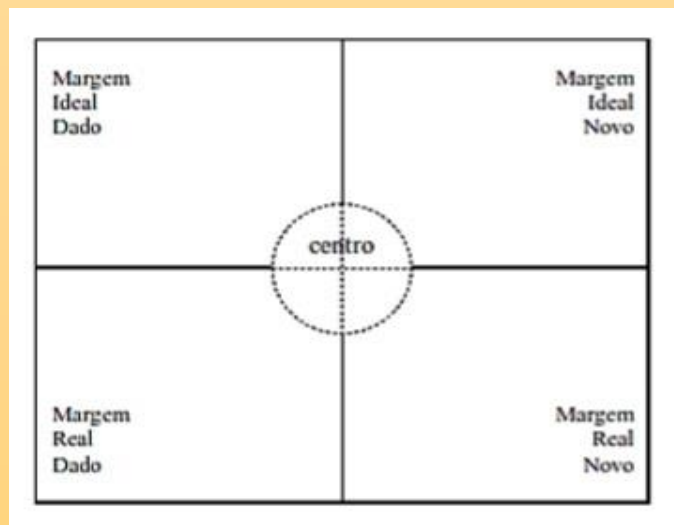 Margem
Ideal
Dado
Margem
Ideal
Novo
centro
Margem
Real
Dado
Margem
Real
Novo